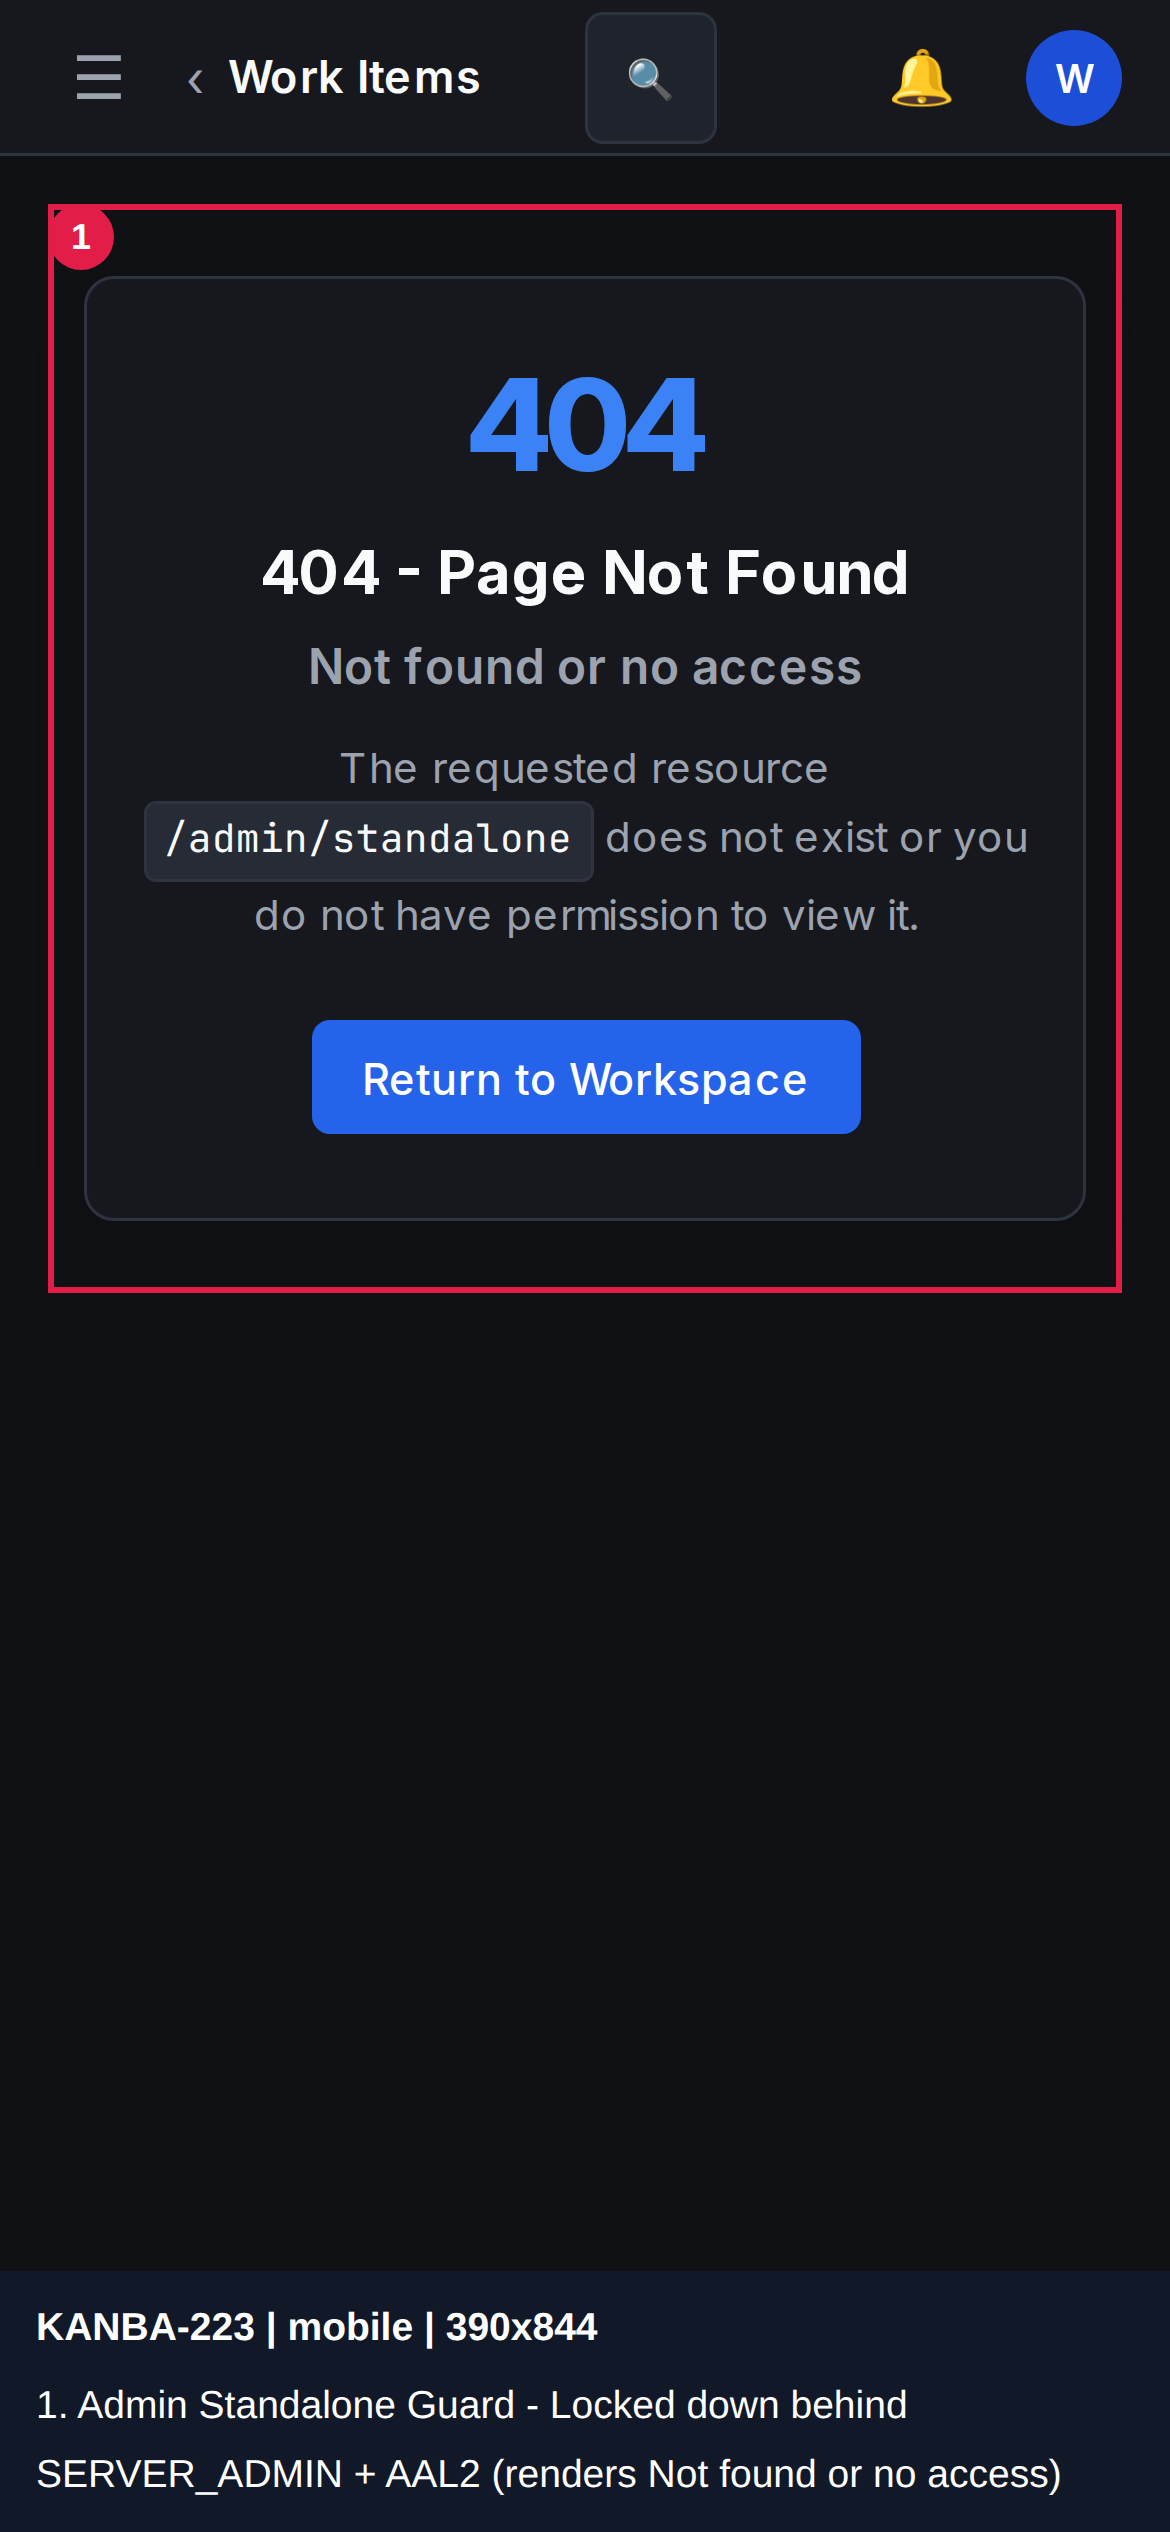 Work Items
W
1
404
404 - Page Not Found
Not found or no access
The requested resource
/admin/standalone does not exist or you
do not have permission to view it.
Return to Workspace
KANBA-223 | mobile | 390x844
1. Admin Standalone Guard - Locked down behind
SERVER_ADMIN + AAL2 (renders Not found or no access)